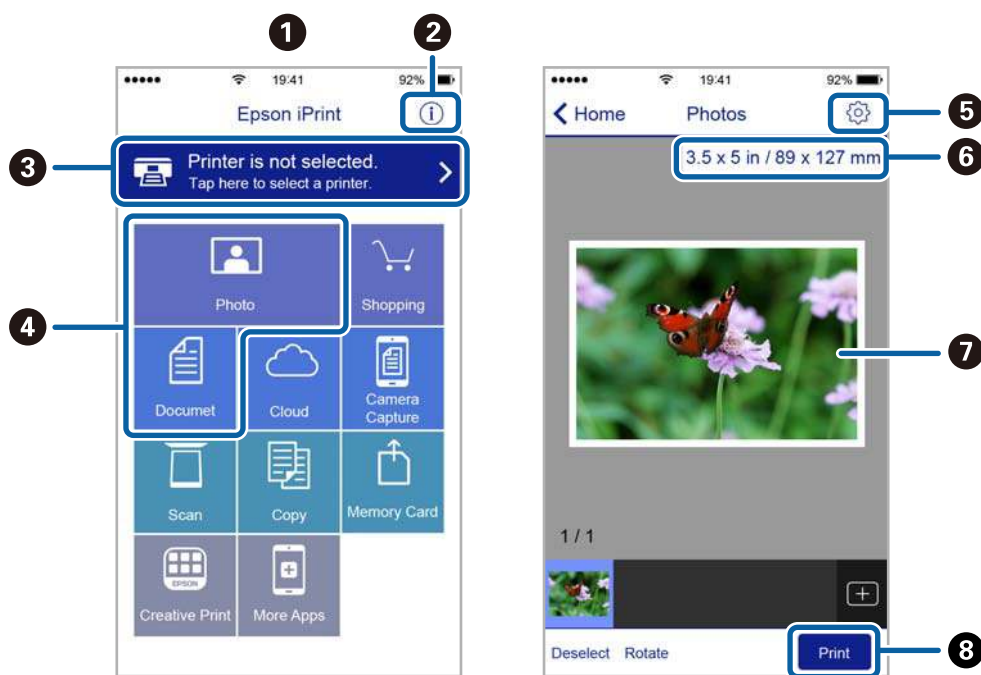 1
2
19:41
92%
Epson iPrint
3
Printer is not selected.
Tap here to select a printer.
4
Photo
Shopping
Documet
Cloud
Camera
Capture
Scan
Copy
Memory Card
EPSON
Creative Print
More Apps
19:41
92%
Home
Photos
5
3.5 x 5 in / 89 x 127 mm
6
7
1 / 1
Deselect
Rotate
Print
8